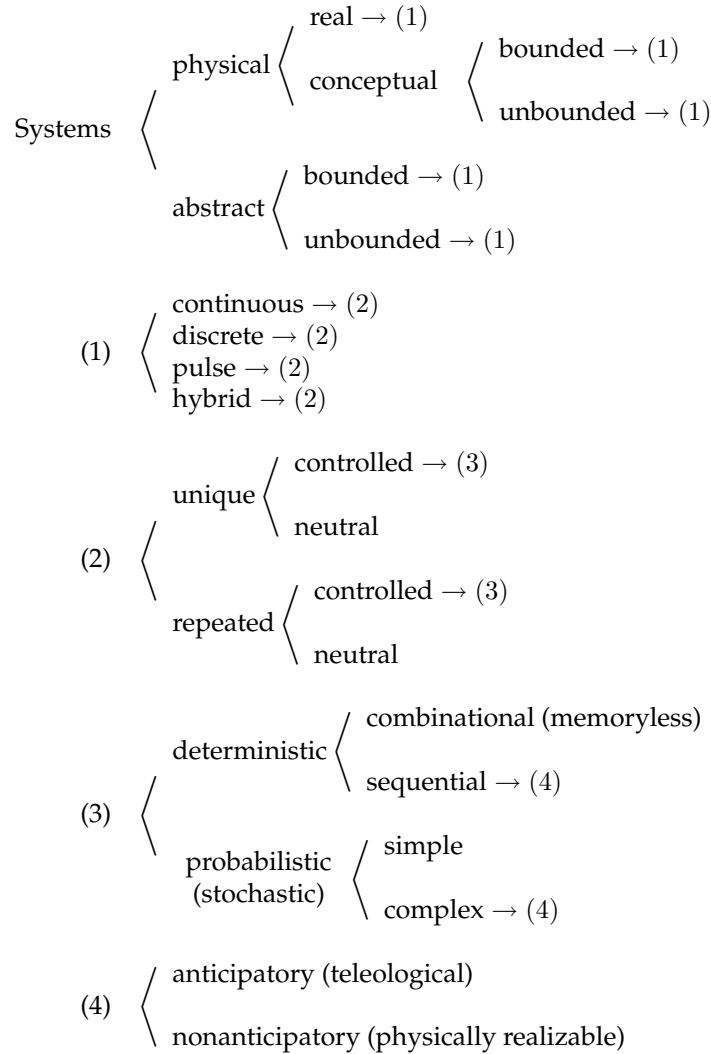 real → (1)
physical
bounded → (1)
conceptual
unbounded → (1)
Systems
bounded → (1)
abstract
unbounded → (1)
continuous → (2)
discrete → (2)
(1)
pulse → (2)
hybrid → (2)
controlled → (3)
unique
neutral
(2)
controlled → (3)
repeated
neutral
combinational (memoryless)
deterministic
sequential → (4)
(3)
simple
probabilistic
(stochastic)
complex → (4)
anticipatory (teleological)
(4)
nonanticipatory (physically realizable)